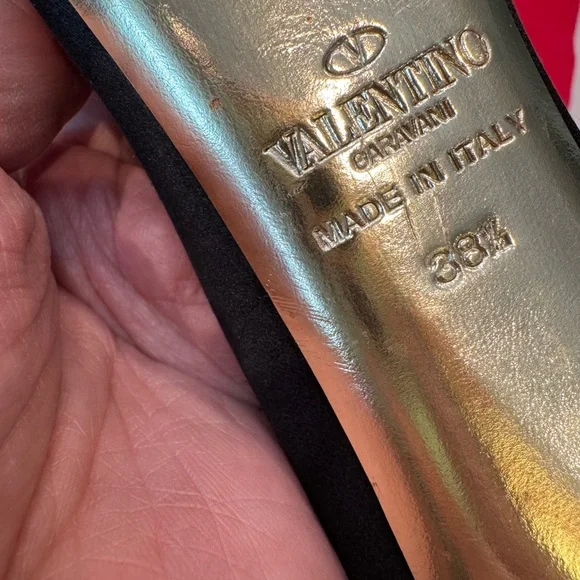 V
VALENTINO
GARAVANI
MADE IN ITALY
38½